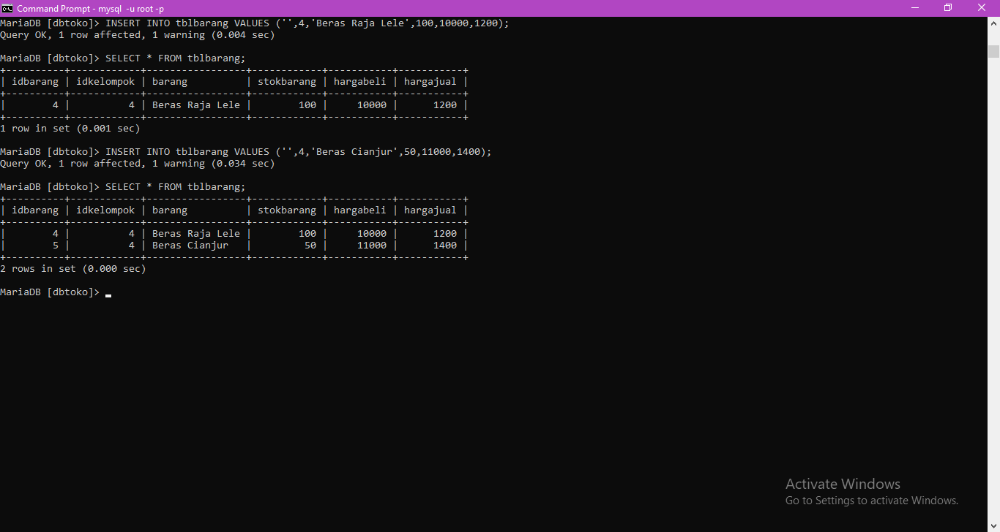 Command Prompt - mysql -u root -p
MariaDB [dbtoko]> INSERT INTO tblbarang VALUES ('',4,'Beras Raja Lele',100,10000,1200);
Query OK, 1 row affected, 1 warning (0.004 sec)
MariaDB [dbtoko]> SELECT * FROM tblbarang;
+----------+------------+-----------------+------------+-----------+-----------+
| idbarang | idkelompok | barang          | stokbarang | hargabeli | hargajual |
+----------+------------+-----------------+------------+-----------+-----------+
|        4 |          4 | Beras Raja Lele |        100 |     10000 |      1200 |
+----------+------------+-----------------+------------+-----------+-----------+
1 row in set (0.001 sec)
MariaDB [dbtoko]> INSERT INTO tblbarang VALUES ('',4,'Beras Cianjur',50,11000,1400);
Query OK, 1 row affected, 1 warning (0.034 sec)
MariaDB [dbtoko]> SELECT * FROM tblbarang;
+----------+------------+-----------------+------------+-----------+-----------+
| idbarang | idkelompok | barang          | stokbarang | hargabeli | hargajual |
+----------+------------+-----------------+------------+-----------+-----------+
|        4 |          4 | Beras Raja Lele |        100 |     10000 |      1200 |
|        5 |          4 | Beras Cianjur   |         50 |     11000 |      1400 |
+----------+------------+-----------------+------------+-----------+-----------+
2 rows in set (0.000 sec)
MariaDB [dbtoko]> _
Activate Windows
Go to Settings to activate Windows.